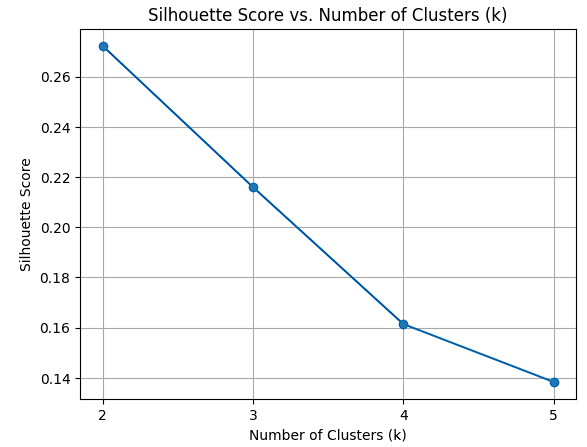 Silhouette Score vs. Number of Clusters (k)
0.26
0.24
0.22
0.20
0.18
0.16
0.14
Silhouette Score
2 3 4 5
Number of Clusters (k)